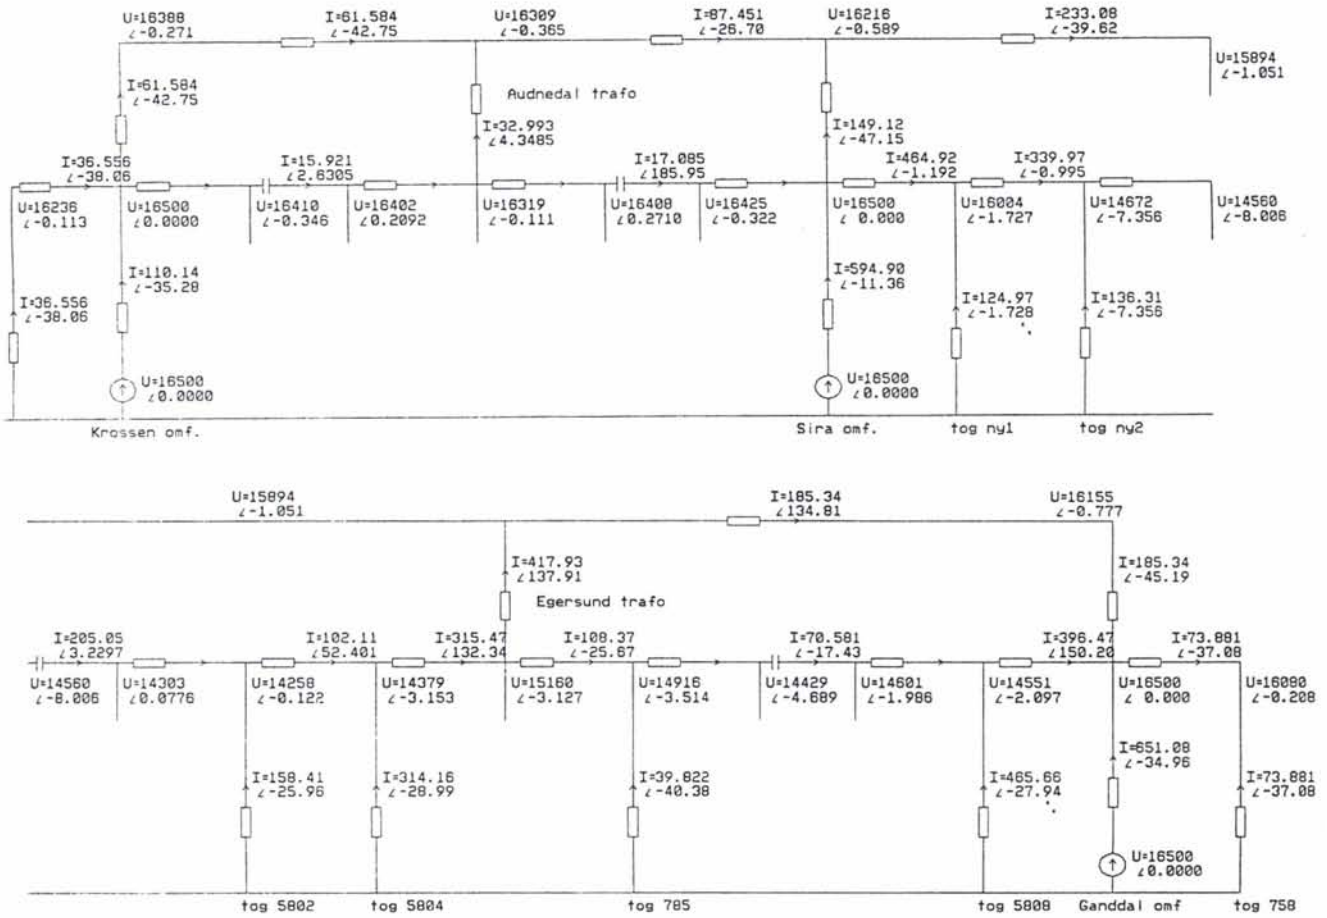 U=16388
∠-0.271
I=61.584
∠-42.75
U=16309
∠-0.365
I=87.451
∠-26.70
U=16216
∠-0.589
I=233.08
∠-39.62
U=15894
∠-1.051
I=61.584
∠-42.75
Audnedal trafo
I=32.993
∠4.3485
I=149.12
∠-47.15
I=36.556
∠-38.06
I=15.921
∠2.6305
I=17.085
∠185.95
I=464.92
∠-1.192
I=339.97
∠-0.995
U=16236
∠-0.113
U=16500
∠0.0000
U=16410
∠-0.346
U=16402
∠0.2092
U=16319
∠-0.111
U=16408
∠0.2710
U=16425
∠-0.322
U=16500
∠0.000
U=16004
∠-1.727
U=14672
∠-7.356
U=14560
∠-8.006
I=110.14
∠-35.28
I=594.90
∠-11.36
I=36.556
∠-38.06
I=124.97
∠-1.728
I=136.31
∠-7.356
U=16500
∠0.0000
U=16500
∠0.0000
Krossen omf.
Sira omf.
tog ny1
tog ny2
U=15894
∠-1.051
I=185.34
∠134.81
U=16155
∠-0.777
I=417.93
∠137.91
I=185.34
∠-45.19
Egersund trafo
I=205.05
∠3.2297
I=102.11
∠52.401
I=315.47
∠132.34
I=108.37
∠-25.67
I=70.581
∠-17.43
I=396.47
∠150.20
I=73.881
∠-37.08
U=14560
∠-8.006
U=14303
∠0.0776
U=14258
∠-0.122
U=14379
∠-3.153
U=15160
∠-3.127
U=14916
∠-3.514
U=14429
∠-4.689
U=14601
∠-1.986
U=14551
∠-2.097
U=16500
∠0.000
U=16080
∠-0.208
I=158.41
∠-25.96
I=314.16
∠-28.99
I=39.822
∠-40.38
I=465.66
∠-27.94
I=651.08
∠-34.96
I=73.881
∠-37.08
U=16500
∠0.0000
tog 5802
tog 5804
tog 785
tog 5808
Ganddal omf
tog 758